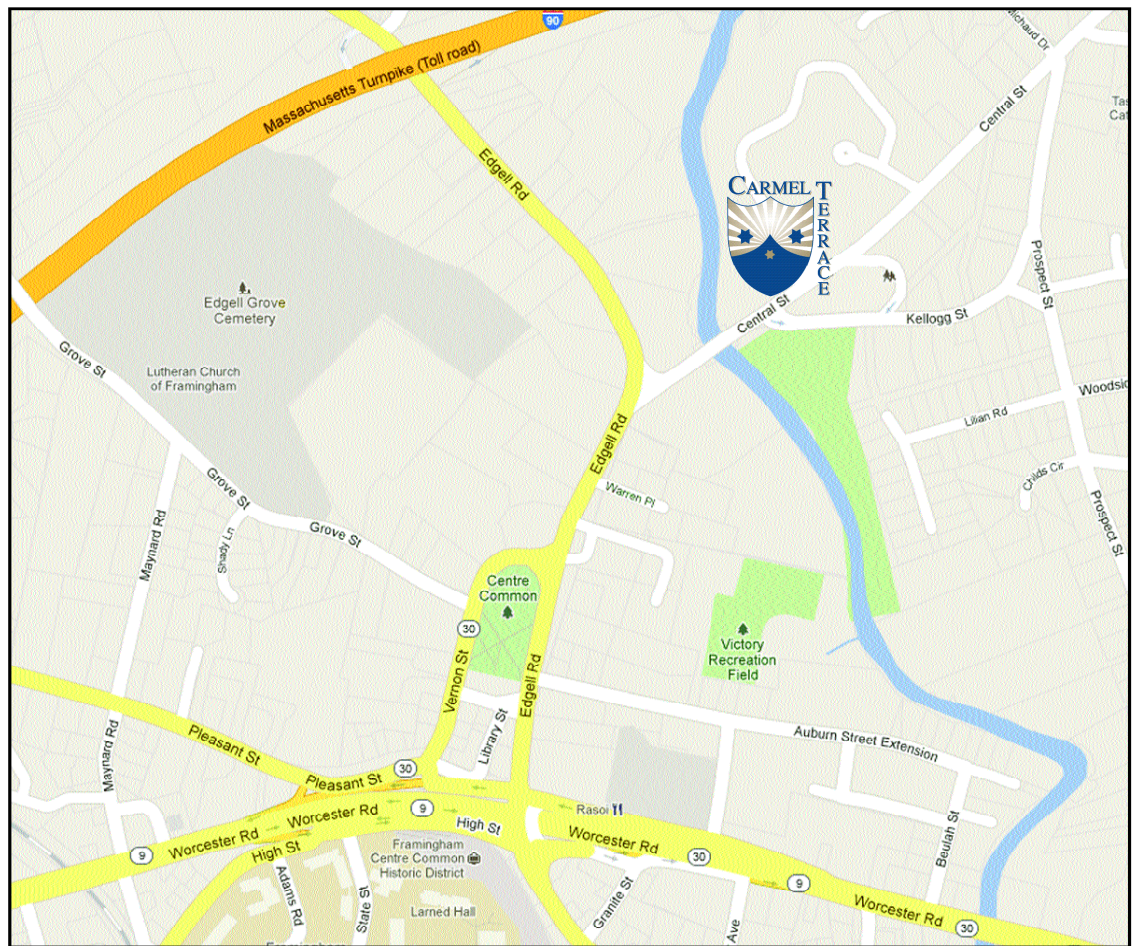 90
Michaud Dr
Massachusetts Turnpike (Toll road)
Central St
Tas
Cat
Edgell Rd
CARMEL
TERRACE
Prospect St
Edgell Grove
Cemetery
Central St
Kellogg St
Grove St
Lutheran Church
of Framingham
Woodsid
Lilian Rd
Edgell Rd
Childs Cir
Grove St
Warren Pl
Prospect St
Maynard Rd
Shady Ln
Grove St
Centre
Common
30
Victory
Recreation
Field
Vernon St
Edgell Rd
Library St
Maynard Rd
Pleasant St
Auburn Street Extension
Pleasant St
30
Worcester Rd
9
Rasoi
High St
Worcester Rd
Worcester Rd
9
High St
Framingham
Centre Common
Historic District
30
Beulah St
Adams Rd
State St
Larned Hall
Granite St
Ave
9
Worcester Rd
30
Framingham